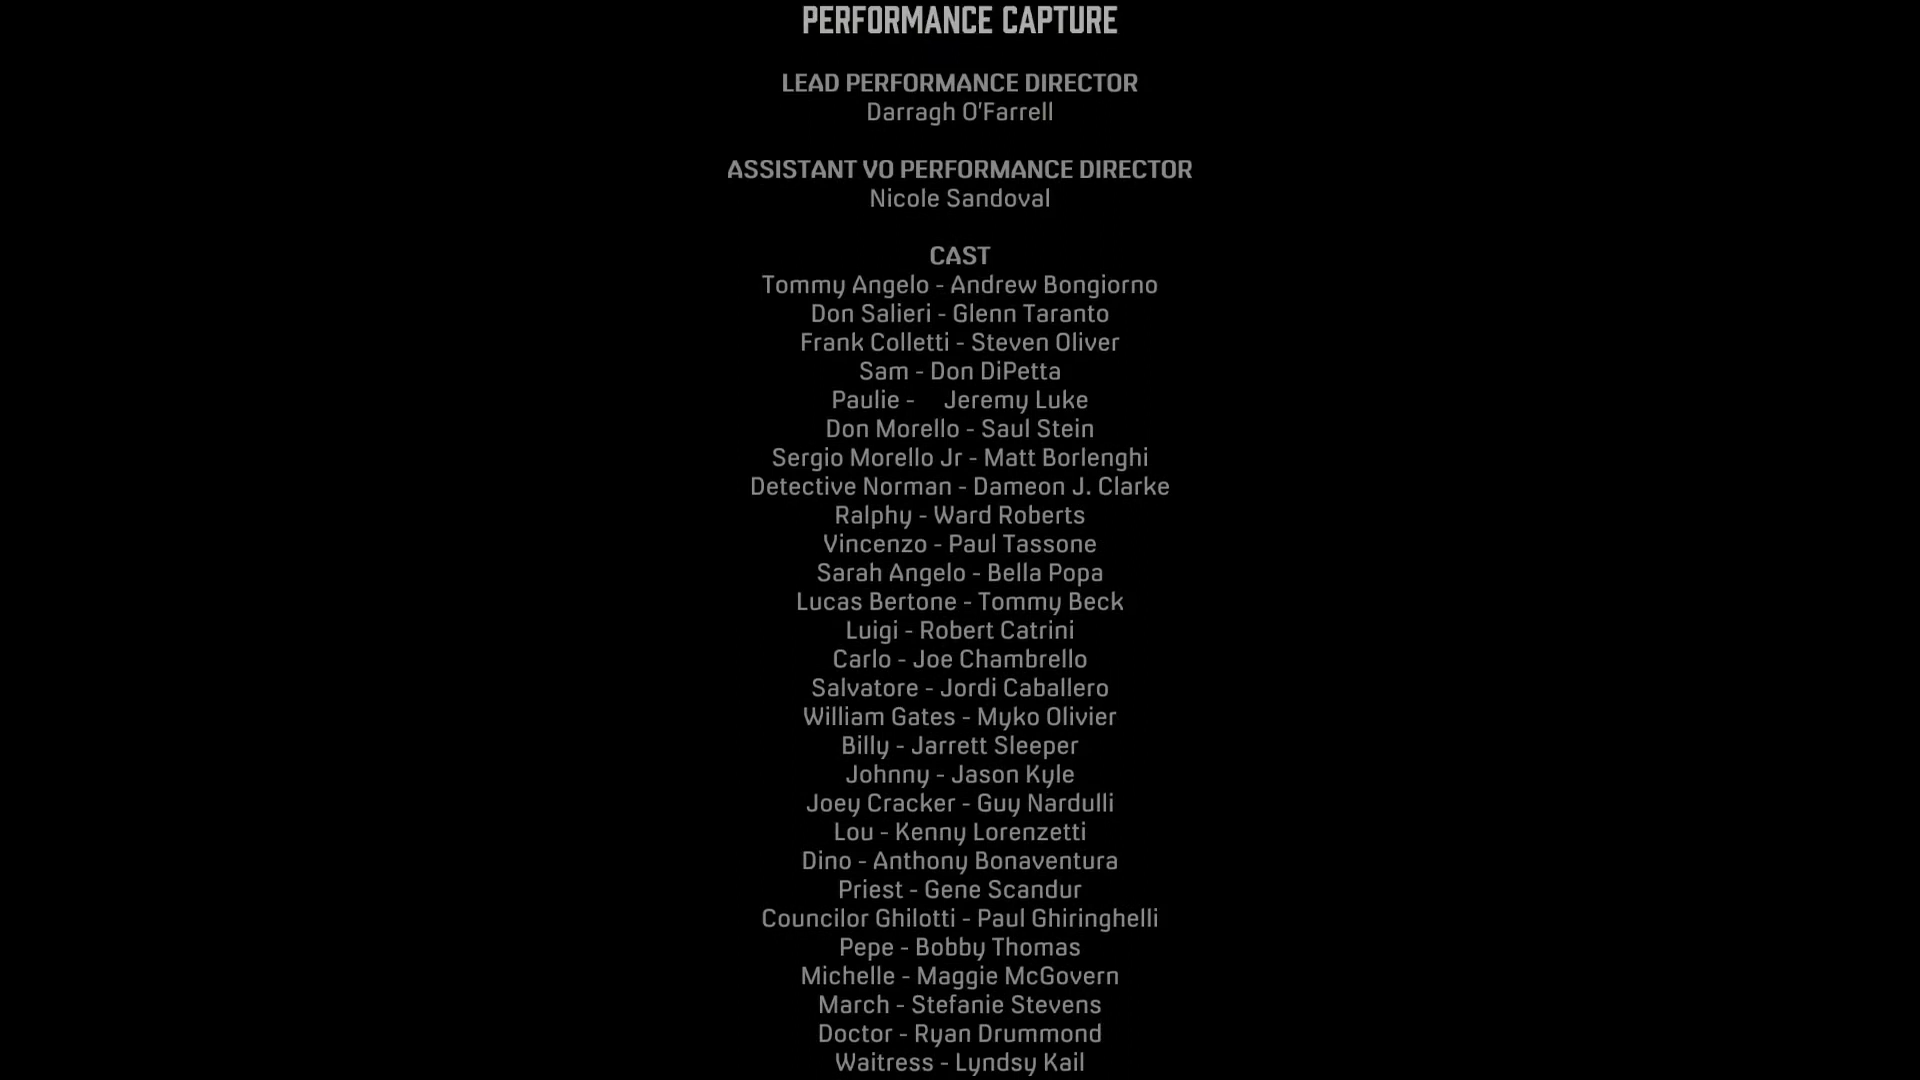 PERFORMANCE CAPTURE
LEAD PERFORMANCE DIRECTOR
Darragh O'Farrell
ASSISTANT VO PERFORMANCE DIRECTOR
Nicole Sandoval
CAST
Tommy Angelo - Andrew Bongiorno
Don Salieri - Glenn Taranto
Frank Colletti - Steven Oliver
Sam - Don DiPetta
Paulie - Jeremy Luke
Don Morello - Saul Stein
Sergio Morello Jr - Matt Borlenghi
Detective Norman - Dameon J. Clarke
Ralphy - Ward Roberts
Vincenzo - Paul Tassone
Sarah Angelo - Bella Popa
Lucas Bertone - Tommy Beck
Luigi - Robert Catrini
Carlo - Joe Chambrello
Salvatore - Jordi Caballero
William Gates - Myko Olivier
Billy - Jarrett Sleeper
Johnny - Jason Kyle
Joey Cracker - Guy Nardulli
Lou - Kenny Lorenzetti
Dino - Anthony Bonaventura
Priest - Gene Scandur
Councilor Ghilotti - Paul Ghiringhelli
Pepe - Bobby Thomas
Michelle - Maggie McGovern
March - Stefanie Stevens
Doctor - Ryan Drummond
Waitress - Lyndsy Kail